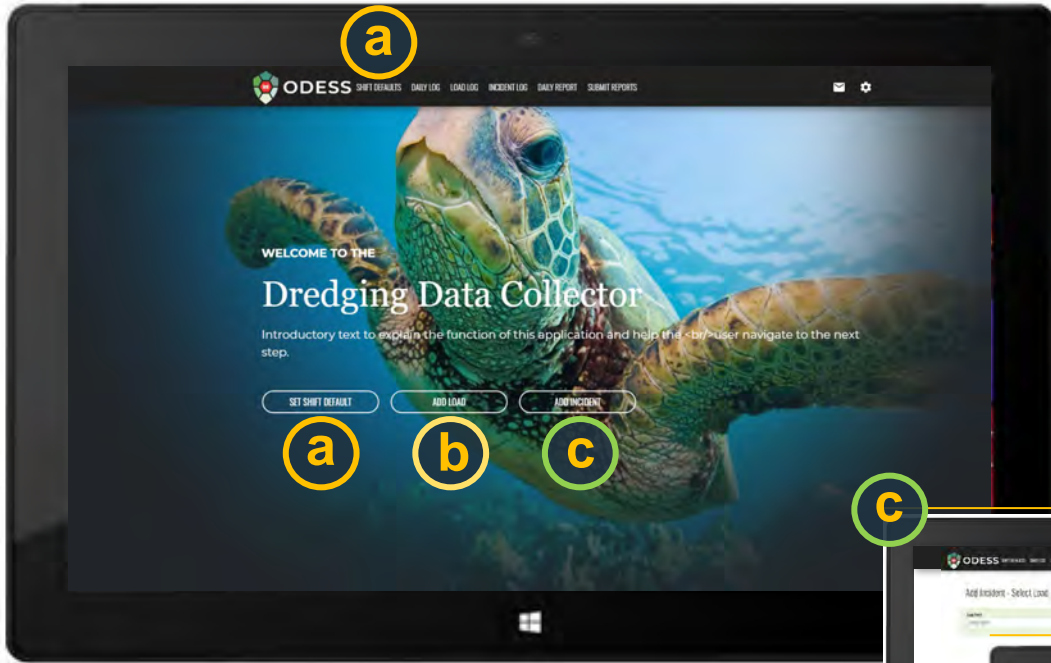 a
ODESS SHIFT DEFAULTS DAILY LOG LOAD LOG INCIDENT LOG DAILY REPORT SUBMIT REPORTS
WELCOME TO THE
Dredging Data Collector
Introductory text to explain the function of this application and help the <br/>user navigate to the next
step.
SET SHIFT DEFAULT ADD LOAD ADD INCIDENT
a b c
c
ODESS
Add Incident - Select Load